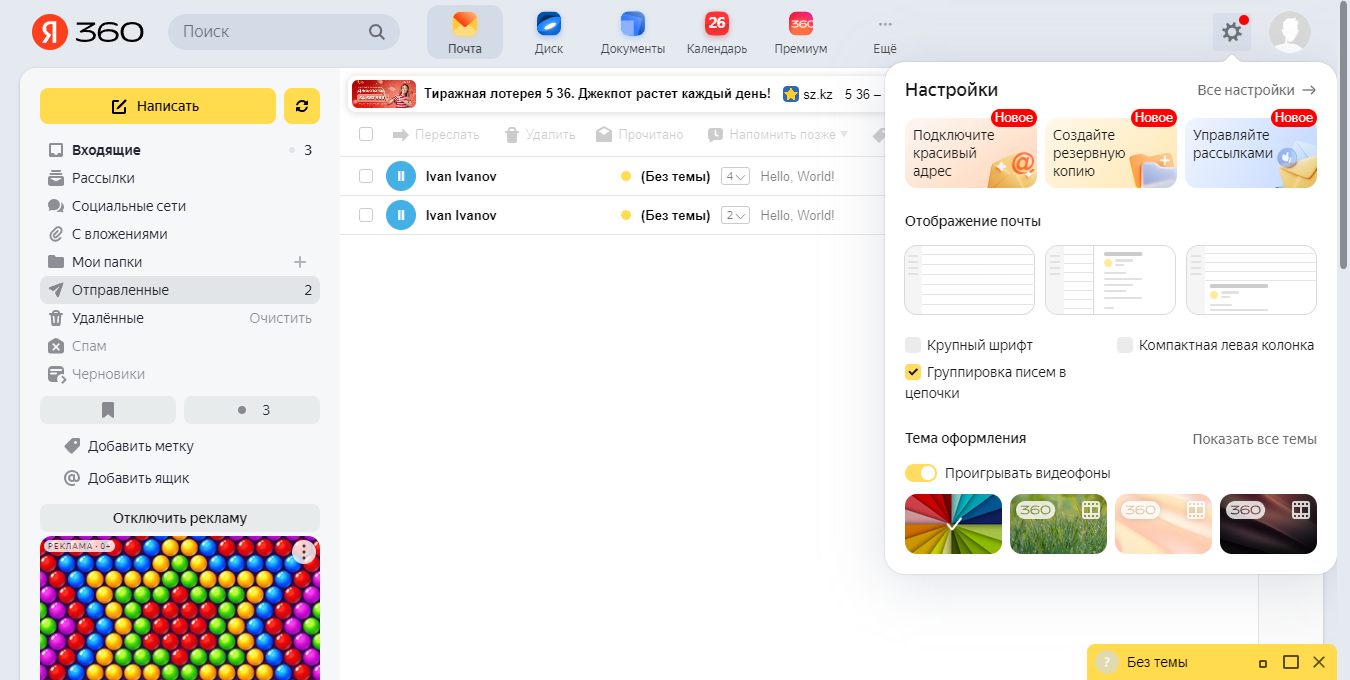 Я 360
Поиск
Почта
Диск
Документы
26
Календарь
360
Премиум
Ещё
Написать
Входящие 3
Рассылки
Социальные сети
С вложениями
Мои папки
Отправленные 2
Удалённые Очистить
Спам
Черновики
3
Добавить метку
Добавить ящик
Отключить рекламу
РЕКЛАМА • 0+
Тиражная лотерея 5 36. Джекпот растет каждый день! sz.kz 5 36 –
Переслать Удалить Прочитано Напомнить позже
II Ivan Ivanov (Без темы) 4 Hello, World!
II Ivan Ivanov (Без темы) 2 Hello, World!
Настройки Все настройки
Новое
Подключите
красивый
адрес
Новое
Создайте
резервную
копию
Новое
Управляйте
рассылками
Отображение почты
Крупный шрифт Компактная левая колонка
Группировка писем в
цепочки
Тема оформления Показать все темы
Проигрывать видеофоны
360 360 360
? Без темы